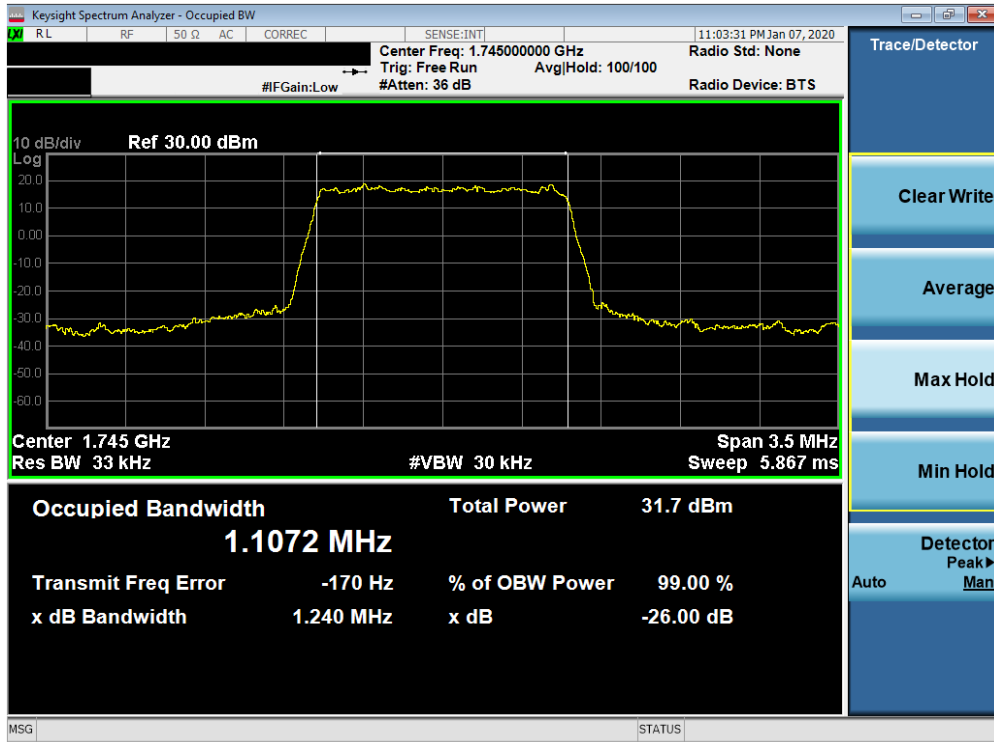 Keysight Spectrum Analyzer - Occupied BW
LXI RL RF 50 Ω AC CORREC SENSE:INT 11:03:31 PM Jan 07, 2020
Center Freq: 1.745000000 GHz Radio Std: None
Trig: Free Run Avg|Hold: 100/100
#IFGain:Low #Atten: 36 dB Radio Device: BTS
10 dB/div Ref 30.00 dBm
Log
20.0
10.0
0.00
-10.0
-20.0
-30.0
-40.0
-50.0
-60.0
Center 1.745 GHz Span 3.5 MHz
Res BW 33 kHz #VBW 30 kHz Sweep 5.867 ms
Occupied Bandwidth Total Power 31.7 dBm
1.1072 MHz
Transmit Freq Error -170 Hz % of OBW Power 99.00 %
x dB Bandwidth 1.240 MHz x dB -26.00 dB
MSG STATUS
Trace/Detector
Clear Write
Average
Max Hold
Min Hold
Detector
Peak▶
Auto Man